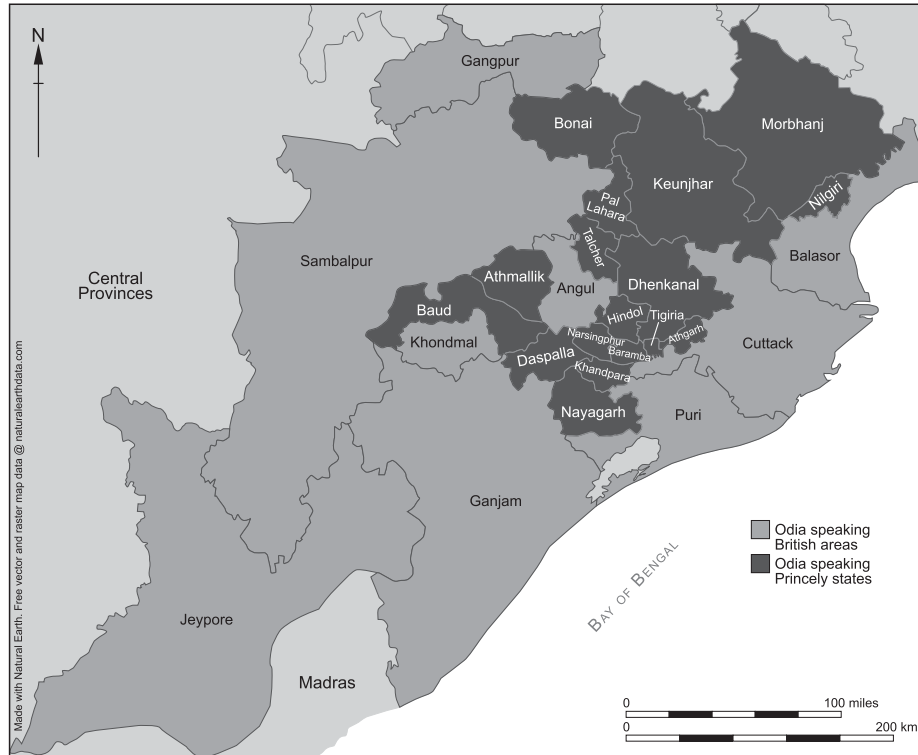 N
Gangpur
Bonai
Morbhanj
Keunjhar
Nilgiri
Pal
Lahara
Talcher
Balasor
Sambalpur
Central
Provinces
Athmallik
Angul
Dhenkanal
Baud
Hindol
Tigiria
Khondmal
Narsingphur
Athgarh
Baramba
Cuttack
Daspalla
Khandpara
Nayagarh
Puri
Ganjam
Odia speaking
British areas
Odia speaking
Princely states
Bay of Bengal
Jeypore
Madras
0 100 miles
0 200 km
Made with Natural Earth. Free vector and raster map data @ naturalearthdata.com